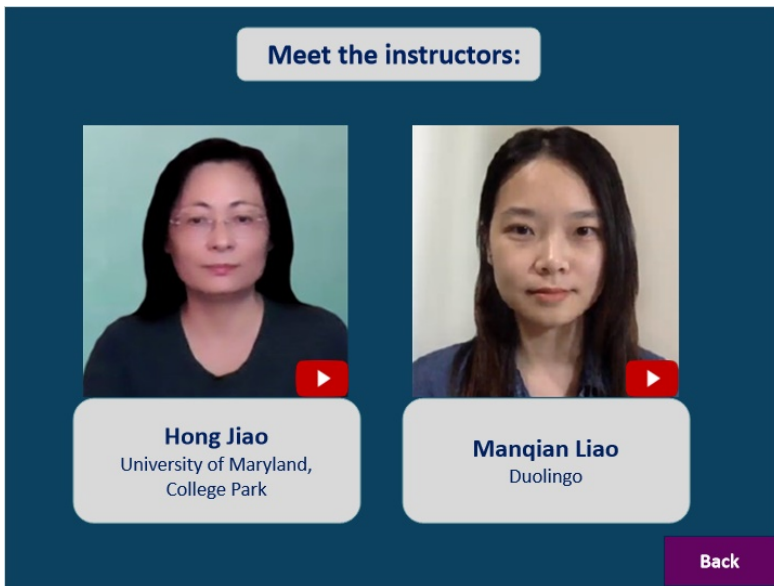 Meet the instructors:
Hong Jiao
University of Maryland,
College Park
Manqian Liao
Duolingo
Back